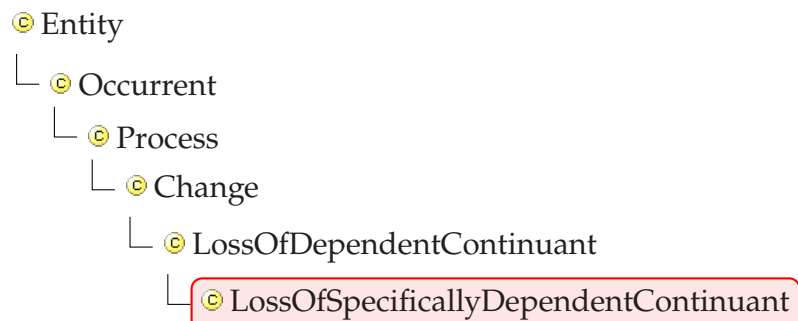 C Entity
C Occurrent
C Process
C Change
C LossOfDependentContinuant
C LossOfSpecificallyDependentContinuant